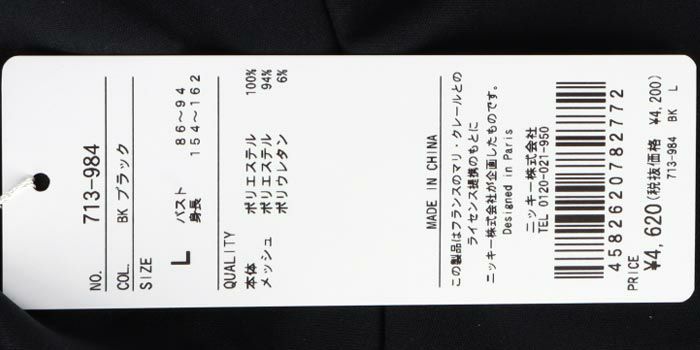 NO. 713-984
COL. BK ブラック
SIZE
L バスト 86~94
身長 154~162
QUALITY
本体 ポリエステル 100%
メッシュ ポリエステル 94%
ポリウレタン 6%
MADE IN CHINA
この製品はフランスのマリ・クレールとの
ライセンス提携のもとに
ニッキー株式会社が企画したものです。
Designed in Paris
ニッキー株式会社
TEL 0120-021-950
4582620782772
PRICE
¥4,620(税抜価格 ¥4,200)
713-984 BK L